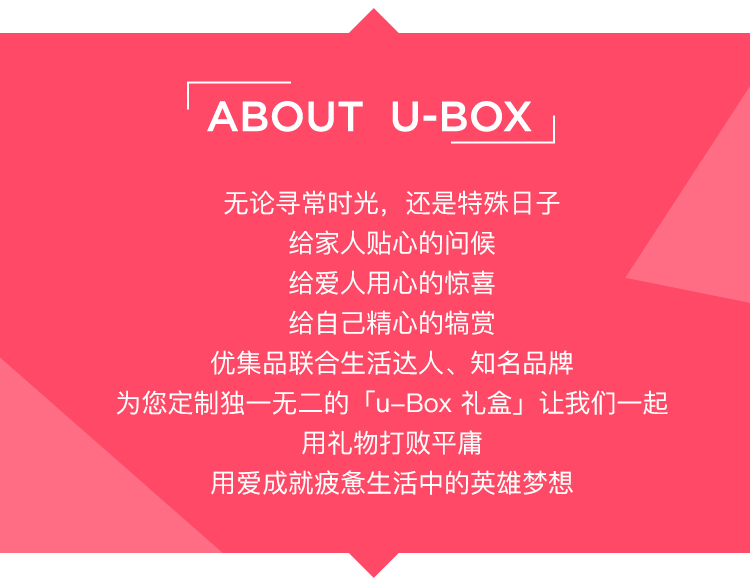 ABOUT U-BOX
无论寻常时光，还是特殊日子
给家人贴心的问候
给爱人用心的惊喜
给自己精心的犒赏
优集品联合生活达人、知名品牌
为您定制独一无二的「u-Box 礼盒」让我们一起
用礼物打败平庸
用爱成就疲惫生活中的英雄梦想